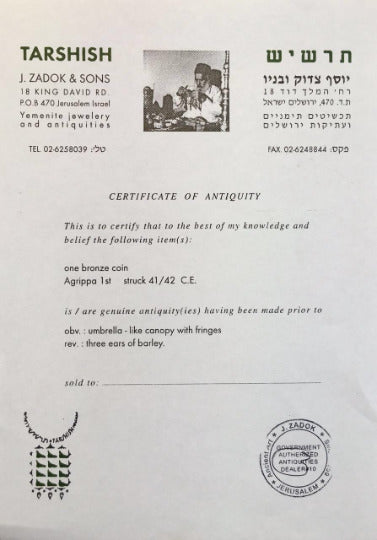 TARSHISH
J. ZADOK & SONS
18 KING DAVID RD.
P.O.B 470 Jerusalem Israel
Yemenite jewelery
and antiquities
TEL. 02-6258039 :טל׳
תרשיש
יוסף צדוק ובניו
רח׳ המלך דוד 18
ת.ד. 470, ירושלים ישראל
תכשיטים תימניים
ועתיקות ירושלים
FAX. 02-6248844 :פקס
CERTIFICATE OF ANTIQUITY
This is to certify that to the best of my knowledge and
belief the following item(s):
one bronze coin
Agrippa 1st struck 41/42 C.E.
is / are genuine antiquity(ies) having been made prior to
obv. : umbrella - like canopy with fringes
rev. : three ears of barley.
sold to:
J. ZADOK
GOVERNMENT
AUTHORIZED
ANTIQUITIES
DEALER#10
JERUSALEM